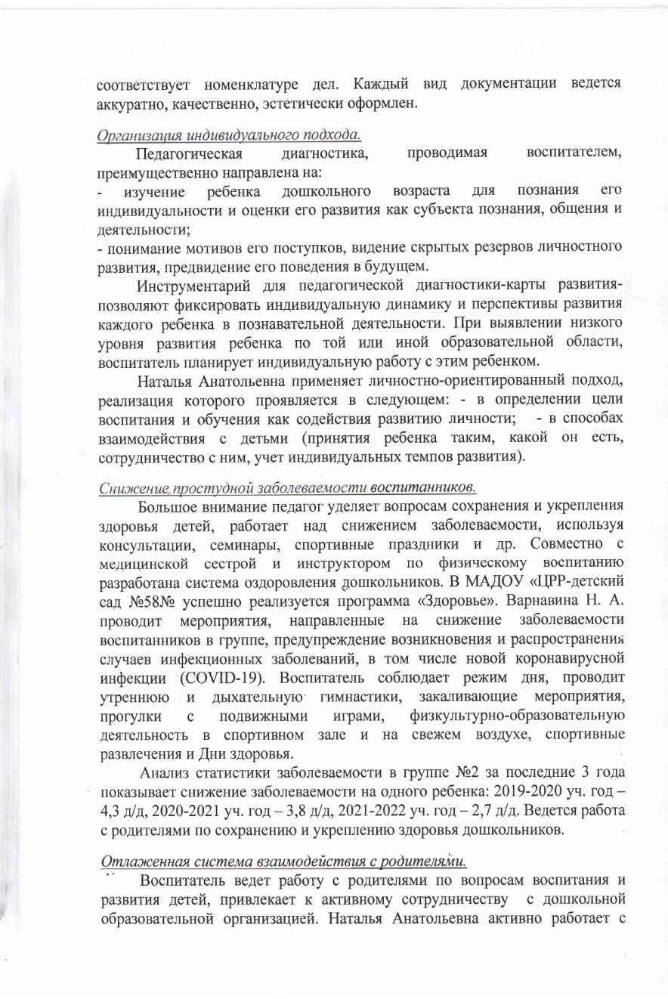 соответствует номенклатуре дел. Каждый вид документации ведется
аккуратно, качественно, эстетически оформлен.
Организация индивидуального подхода.
Педагогическая диагностика, проводимая воспитателем,
преимущественно направлена на:
- изучение ребенка дошкольного возраста для познания его
индивидуальности и оценки его развития как субъекта познания, общения и
деятельности;
- понимание мотивов его поступков, видение скрытых резервов личностного
развития, предвидение его поведения в будущем.
Инструментарий для педагогической диагностики-карты развития-
позволяют фиксировать индивидуальную динамику и перспективы развития
каждого ребенка в познавательной деятельности. При выявлении низкого
уровня развития ребенка по той или иной образовательной области,
воспитатель планирует индивидуальную работу с этим ребенком.
Наталья Анатольевна применяет личностно-ориентированный подход,
реализация которого проявляется в следующем: - в определении цели
воспитания и обучения как содействия развитию личности; - в способах
взаимодействия с детьми (принятия ребенка таким, какой он есть,
сотрудничество с ним, учет индивидуальных темпов развития).
Снижение простудной заболеваемости воспитанников.
Большое внимание педагог уделяет вопросам сохранения и укрепления
здоровья детей, работает над снижением заболеваемости, используя
консультации, семинары, спортивные праздники и др. Совместно с
медицинской сестрой и инструктором по физическому воспитанию
разработана система оздоровления дошкольников. В МАДОУ «ЦРР-детский
сад №58№ успешно реализуется программа «Здоровье». Варнавина Н. А.
проводит мероприятия, направленные на снижение заболеваемости
воспитанников в группе, предупреждение возникновения и распространения
случаев инфекционных заболеваний, в том числе новой коронавирусной
инфекции (COVID-19). Воспитатель соблюдает режим дня, проводит
утреннюю и дыхательную гимнастики, закаливающие мероприятия,
прогулки с подвижными играми, физкультурно-образовательную
деятельность в спортивном зале и на свежем воздухе, спортивные
развлечения и Дни здоровья.
Анализ статистики заболеваемости в группе №2 за последние 3 года
показывает снижение заболеваемости на одного ребенка: 2019-2020 уч. год –
4,3 д/д, 2020-2021 уч. год – 3,8 д/д, 2021-2022 уч. год – 2,7 д/д. Ведется работа
с родителями по сохранению и укреплению здоровья дошкольников.
Отлаженная система взаимодействия с родителями.
Воспитатель ведет работу с родителями по вопросам воспитания и
развития детей, привлекает к активному сотрудничеству с дошкольной
образовательной организацией. Наталья Анатольевна активно работает с